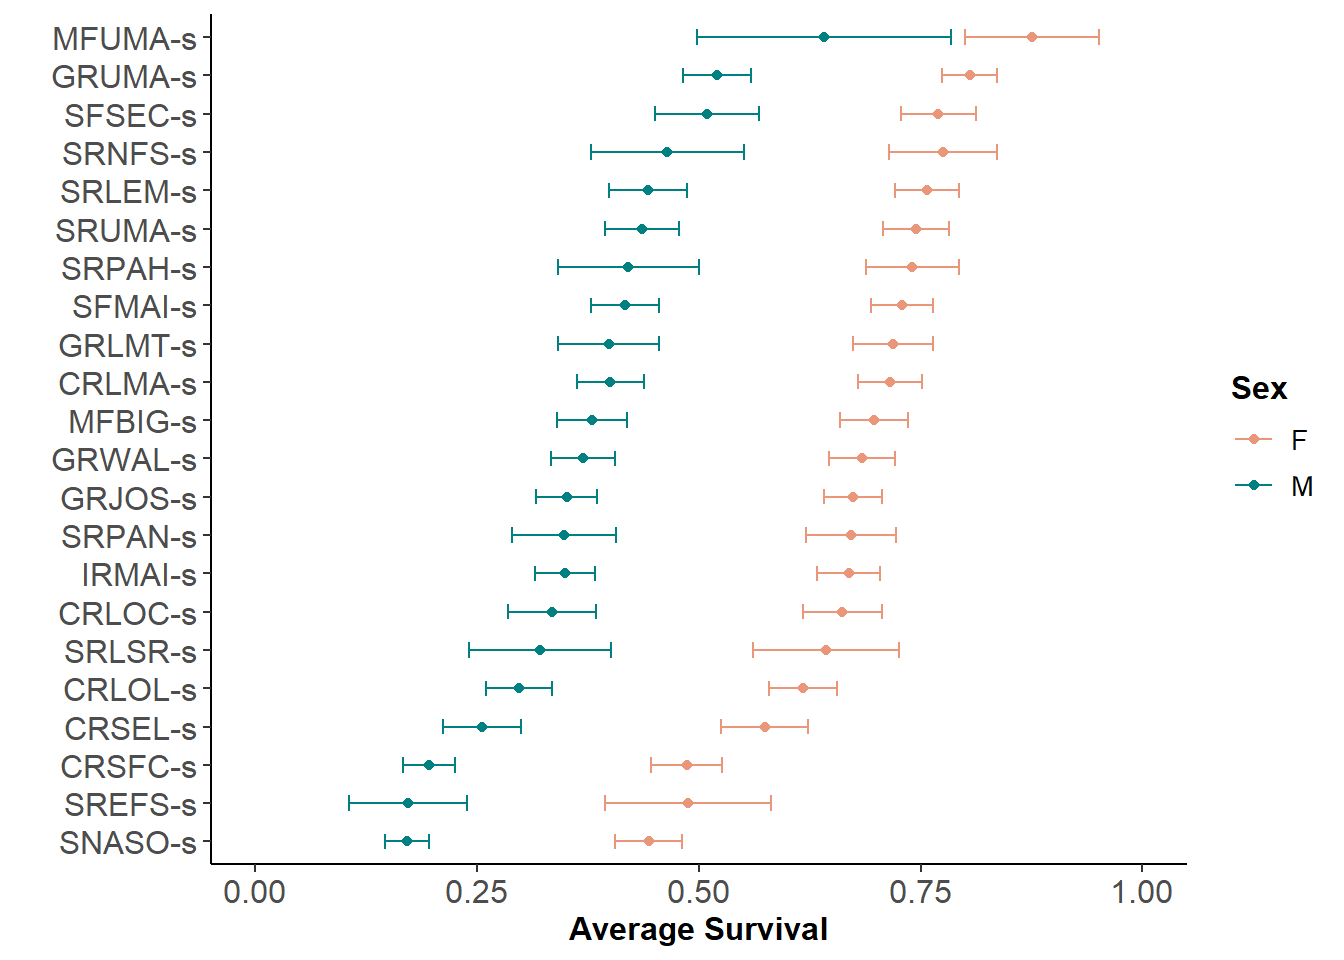 MFUMA-s
GRUMA-s
SFSEC-s
SRNFS-s
SRLEM-s
SRUMA-s
SRPAH-s
SFMAI-s
GRLMT-s
CRLMA-s
MFBIG-s
GRWAL-s
GRJOS-s
SRPAN-s
IRMAI-s
CRLOC-s
SRLSR-s
CRLOL-s
CRSEL-s
CRSFC-s
SREFS-s
SNASO-s
0.00 0.25 0.50 0.75 1.00
Average Survival
Sex
F
M